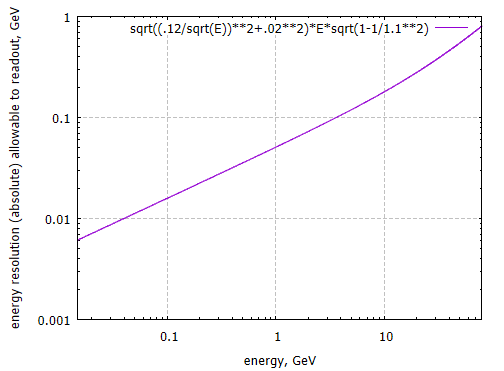 sqrt((.12/sqrt(E))**2+.02**2)*E*sqrt(1-1/1.1**2)
energy resolution (absolute) allowable to readout, GeV
1
0.1
0.01
0.001
0.1
1
10
energy, GeV